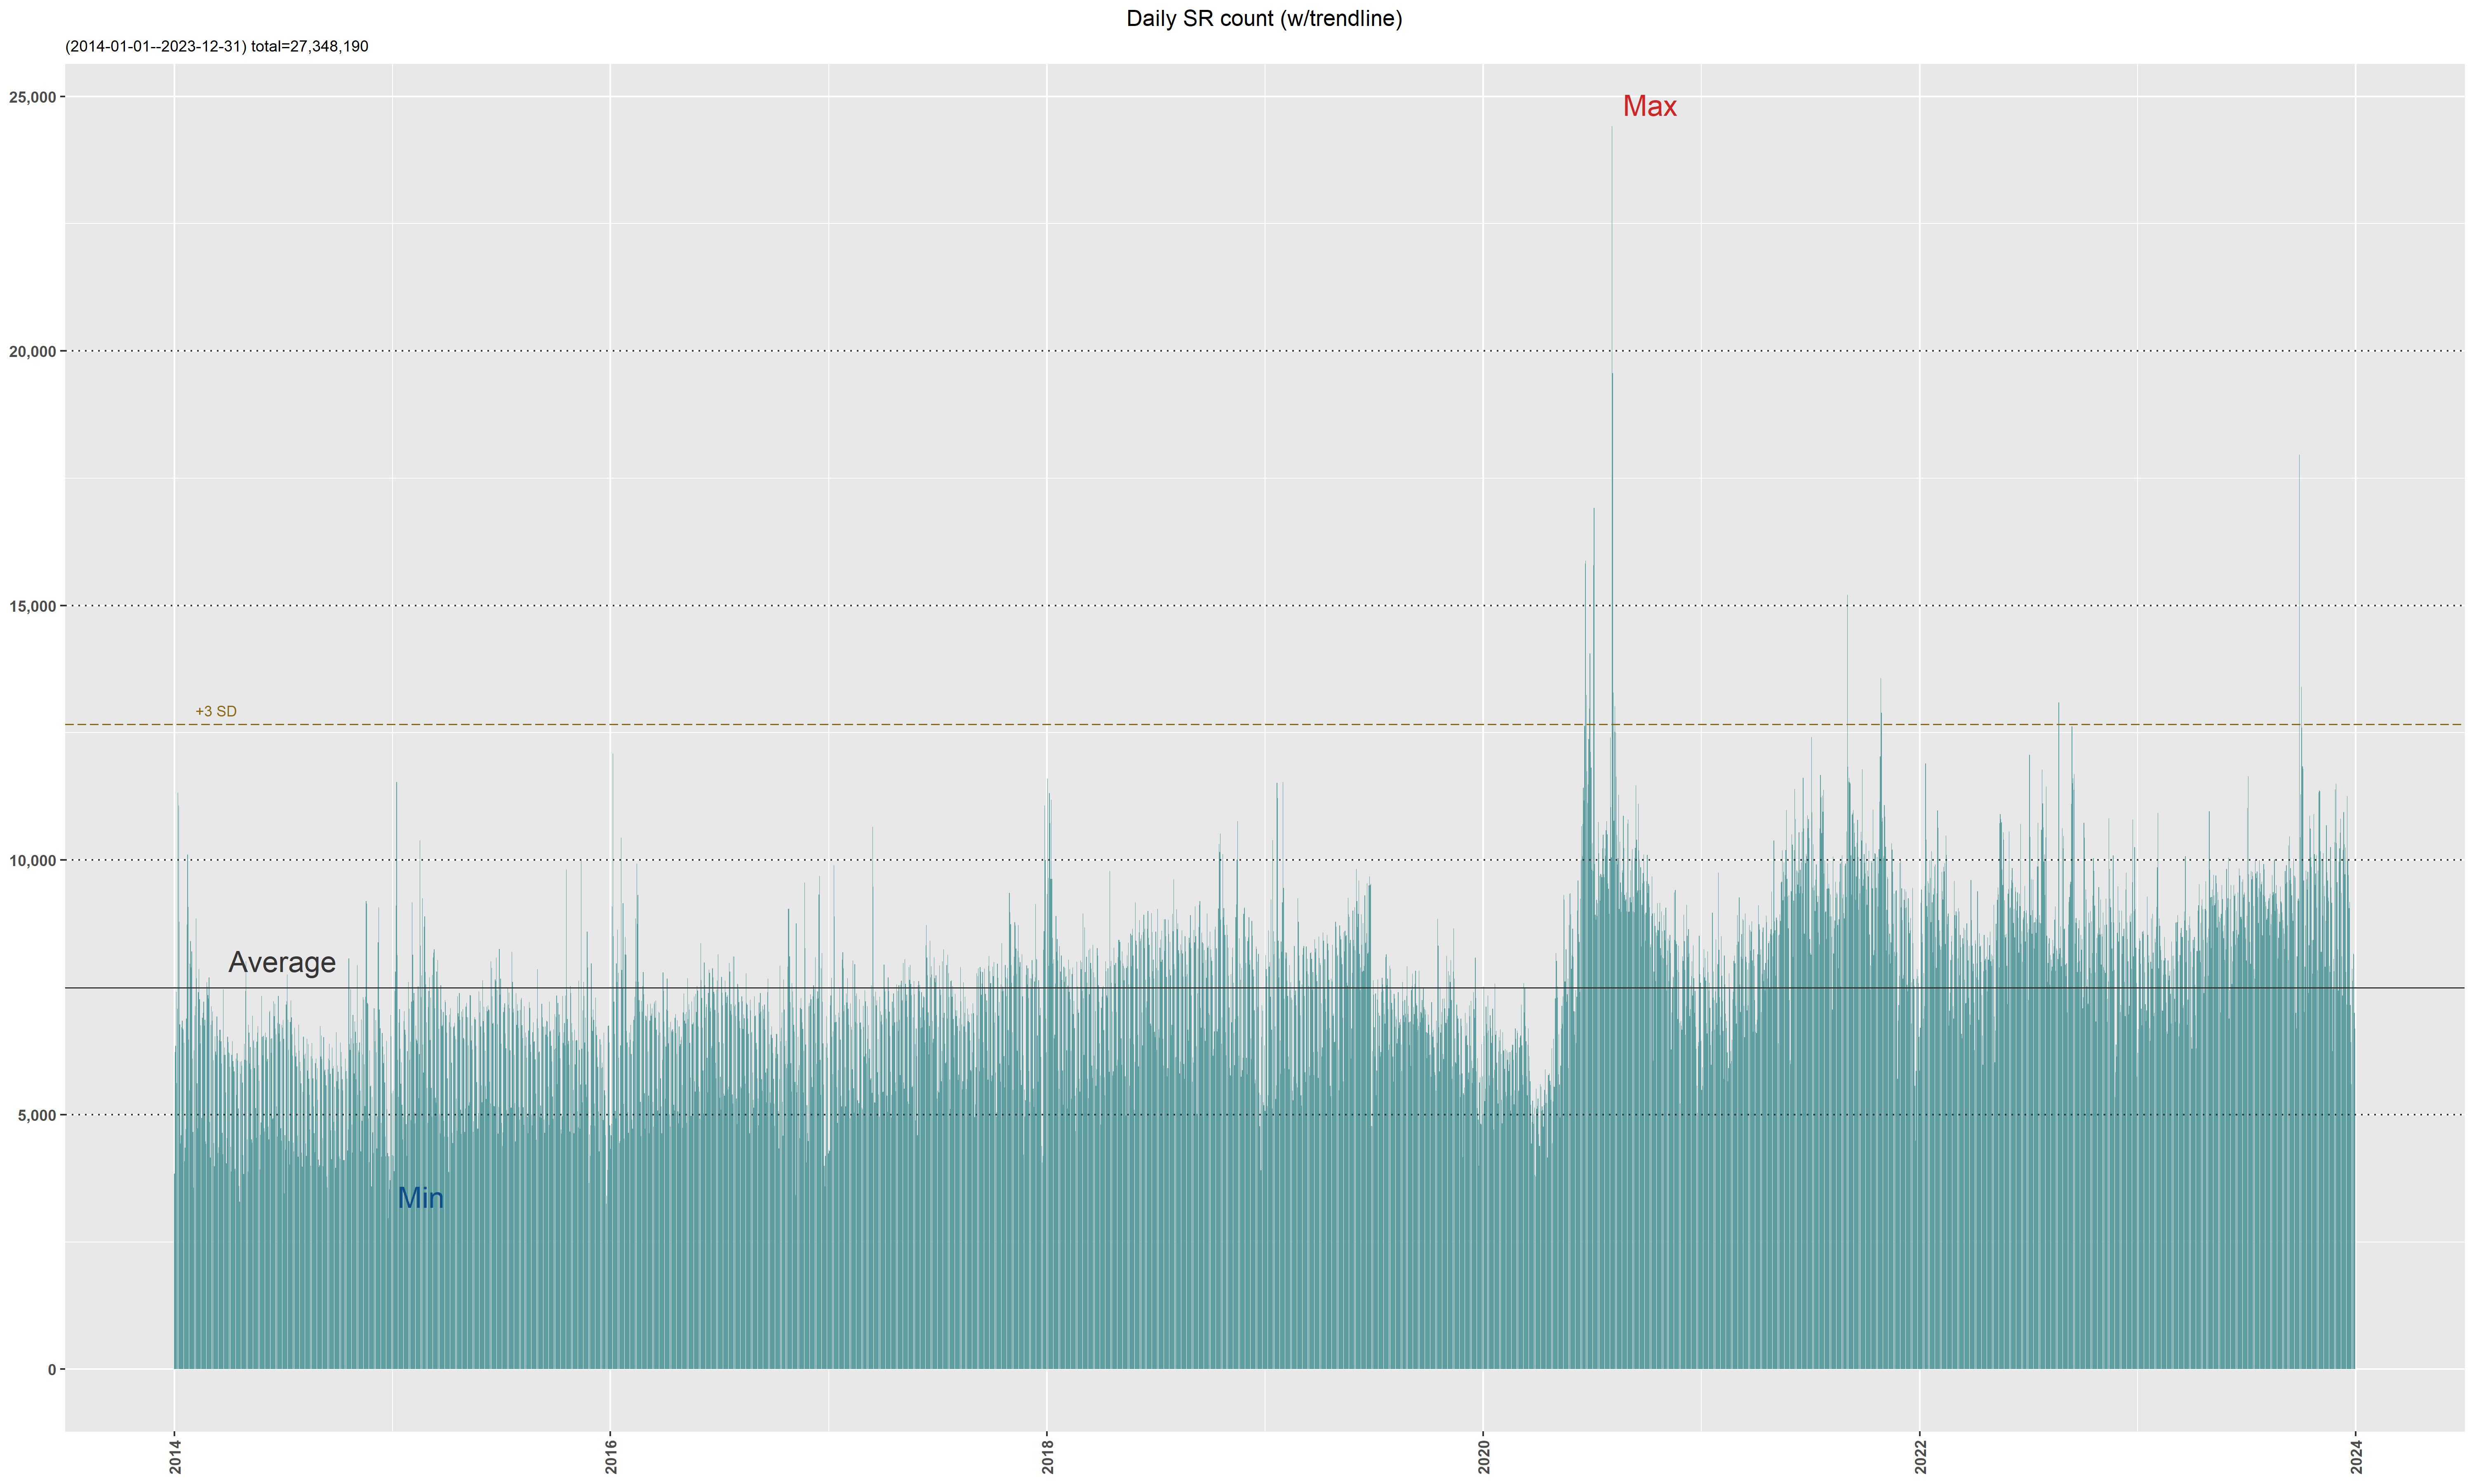 Daily SR count (w/trendline)
(2014-01-01--2023-12-31) total=27,348,190
25,000
Max
20,000
15,000
+3 SD
10,000
Average
5,000
Min
0
2014
2016
2018
2020
2022
2024